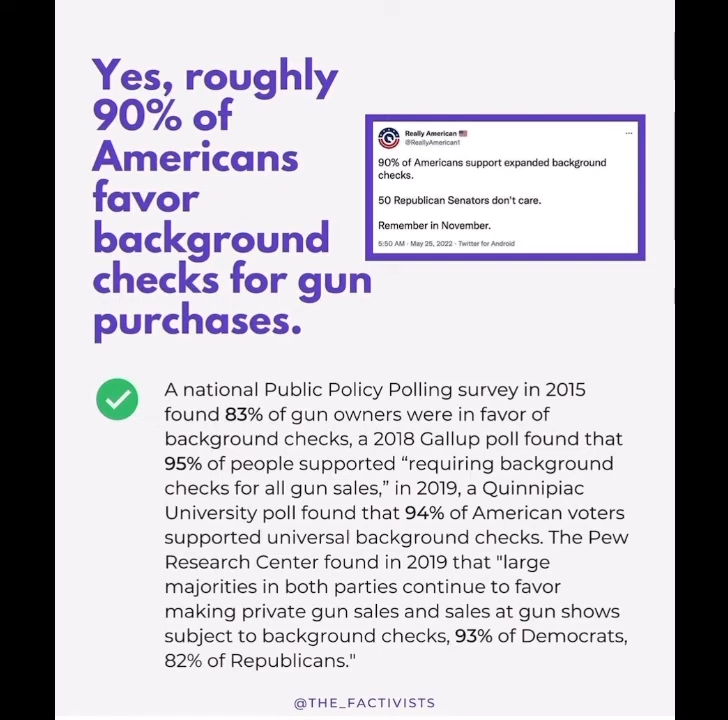 Yes, roughly
90% of
Americans
favor
background
checks for gun
purchases.
Really American 🇺🇸
@ReallyAmerican1
90% of Americans support expanded background
checks.
50 Republican Senators don't care.
Remember in November.
5:50 AM · May 25, 2022 · Twitter for Android
A national Public Policy Polling survey in 2015
found 83% of gun owners were in favor of
background checks, a 2018 Gallup poll found that
95% of people supported “requiring background
checks for all gun sales,” in 2019, a Quinnipiac
University poll found that 94% of American voters
supported universal background checks. The Pew
Research Center found in 2019 that "large
majorities in both parties continue to favor
making private gun sales and sales at gun shows
subject to background checks, 93% of Democrats,
82% of Republicans."
@THE_FACTIVISTS